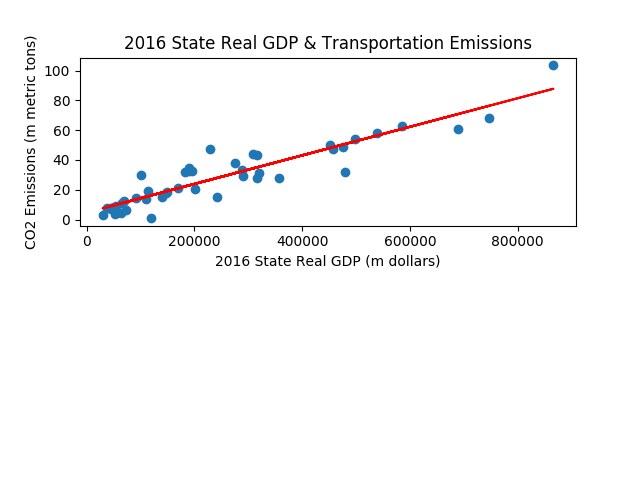 2016 State Real GDP & Transportation Emissions
CO2 Emissions (m metric tons)
100
80
60
40
20
0
0 200000 400000 600000 800000
2016 State Real GDP (m dollars)